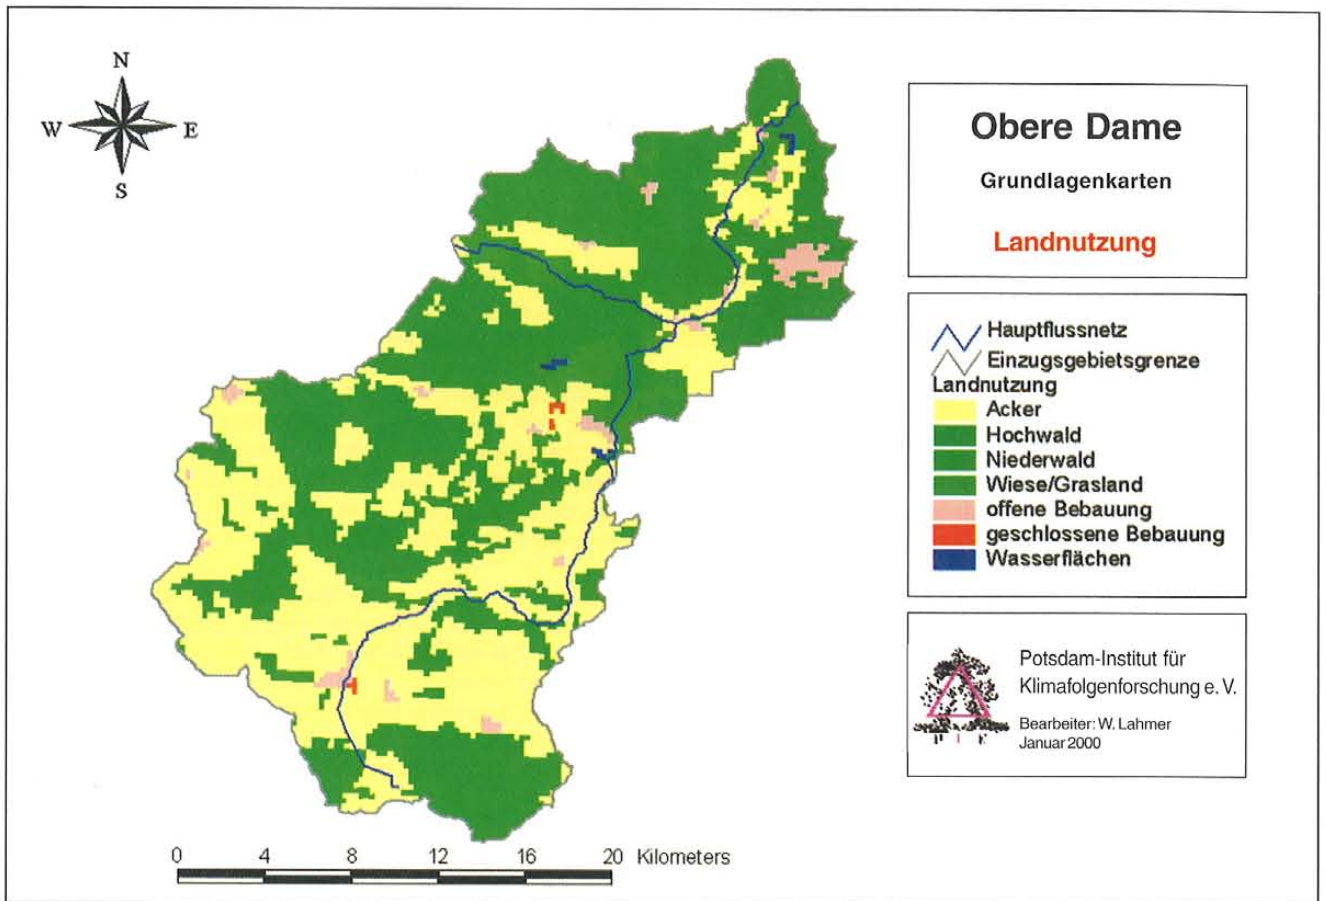 N
W E
S
Obere Dame
Grundlagenkarten
Landnutzung
Hauptflussnetz
Einzugsgebietsgrenze
Landnutzung
Acker
Hochwald
Niederwald
Wiese/Grasland
offene Bebauung
geschlossene Bebauung
Wasserflächen
Potsdam-Institut für
Klimafolgenforschung e. V.
Bearbeiter: W. Lahmer
Januar 2000
0 4 8 12 16 20 Kilometers